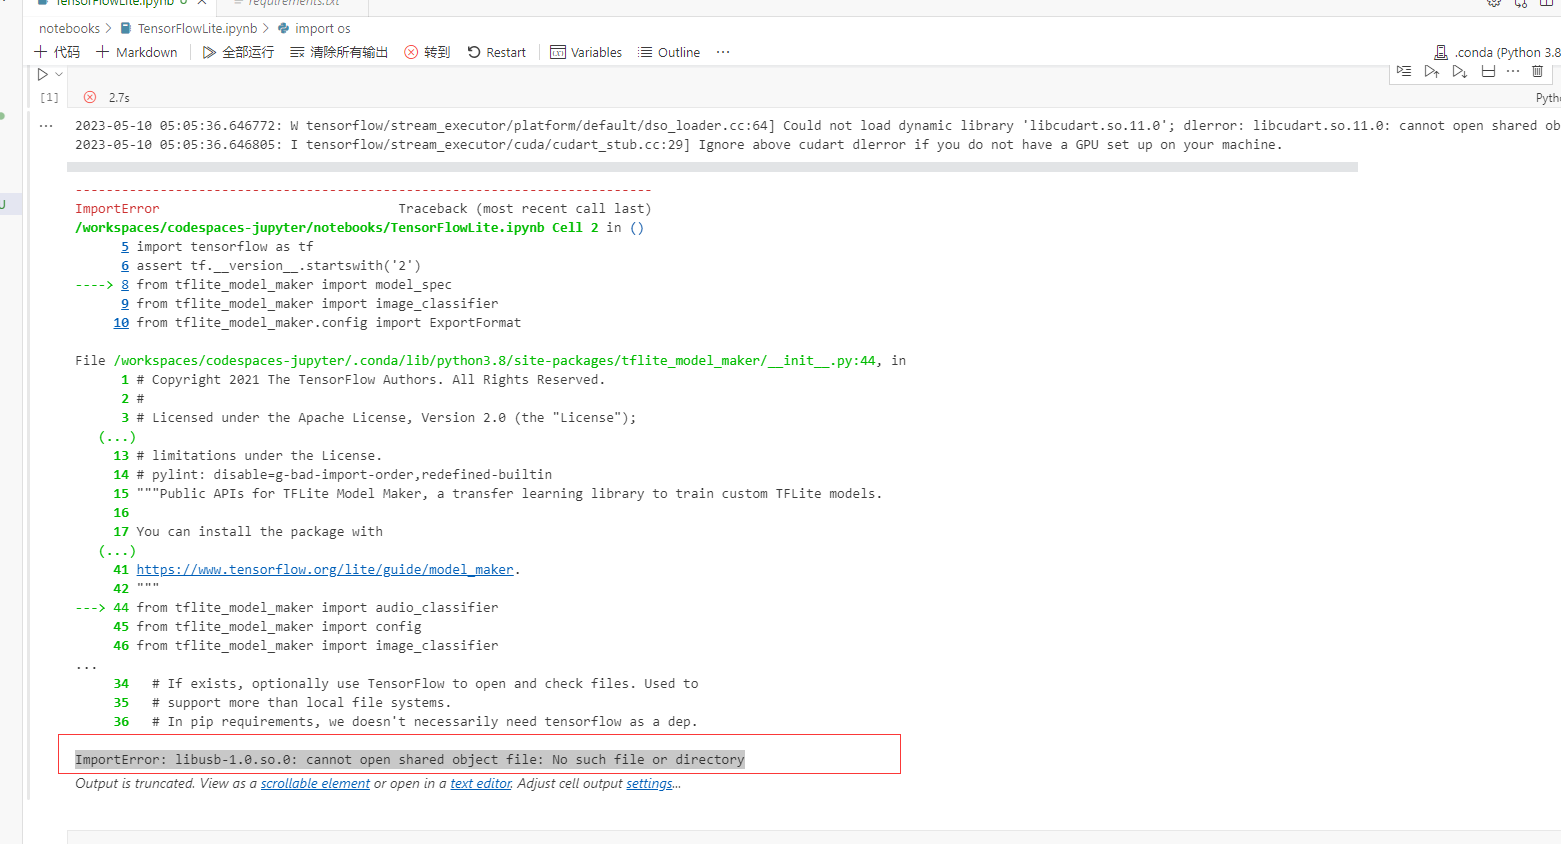 TensorFlowLite.ipynb U
requirements.txt
notebooks > TensorFlowLite.ipynb > import os
+ 代码 + Markdown 全部运行 清除所有输出 转到 Restart Variables Outline ···
.conda (Python 3.8
[1] 2.7s
Pytho
U
··· 2023-05-10 05:05:36.646772: W tensorflow/stream_executor/platform/default/dso_loader.cc:64] Could not load dynamic library 'libcudart.so.11.0'; dlerror: libcudart.so.11.0: cannot open shared ob
2023-05-10 05:05:36.646805: I tensorflow/stream_executor/cuda/cudart_stub.cc:29] Ignore above cudart dlerror if you do not have a GPU set up on your machine.
---------------------------------------------------------------------------
ImportError                               Traceback (most recent call last)
/workspaces/codespaces-jupyter/notebooks/TensorFlowLite.ipynb Cell 2 in ()
      5 import tensorflow as tf
      6 assert tf.__version__.startswith('2')
----> 8 from tflite_model_maker import model_spec
      9 from tflite_model_maker import image_classifier
     10 from tflite_model_maker.config import ExportFormat
File /workspaces/codespaces-jupyter/.conda/lib/python3.8/site-packages/tflite_model_maker/__init__.py:44, in
      1 # Copyright 2021 The TensorFlow Authors. All Rights Reserved.
      2 #
      3 # Licensed under the Apache License, Version 2.0 (the "License");
   (...)
     13 # limitations under the License.
     14 # pylint: disable=g-bad-import-order,redefined-builtin
     15 """Public APIs for TFLite Model Maker, a transfer learning library to train custom TFLite models.
     16
     17 You can install the package with
   (...)
     41 https://www.tensorflow.org/lite/guide/model_maker.
     42 """
---> 44 from tflite_model_maker import audio_classifier
     45 from tflite_model_maker import config
     46 from tflite_model_maker import image_classifier
...
     34   # If exists, optionally use TensorFlow to open and check files. Used to
     35   # support more than local file systems.
     36   # In pip requirements, we doesn't necessarily need tensorflow as a dep.
ImportError: libusb-1.0.so.0: cannot open shared object file: No such file or directory
Output is truncated. View as a scrollable element or open in a text editor. Adjust cell output settings...